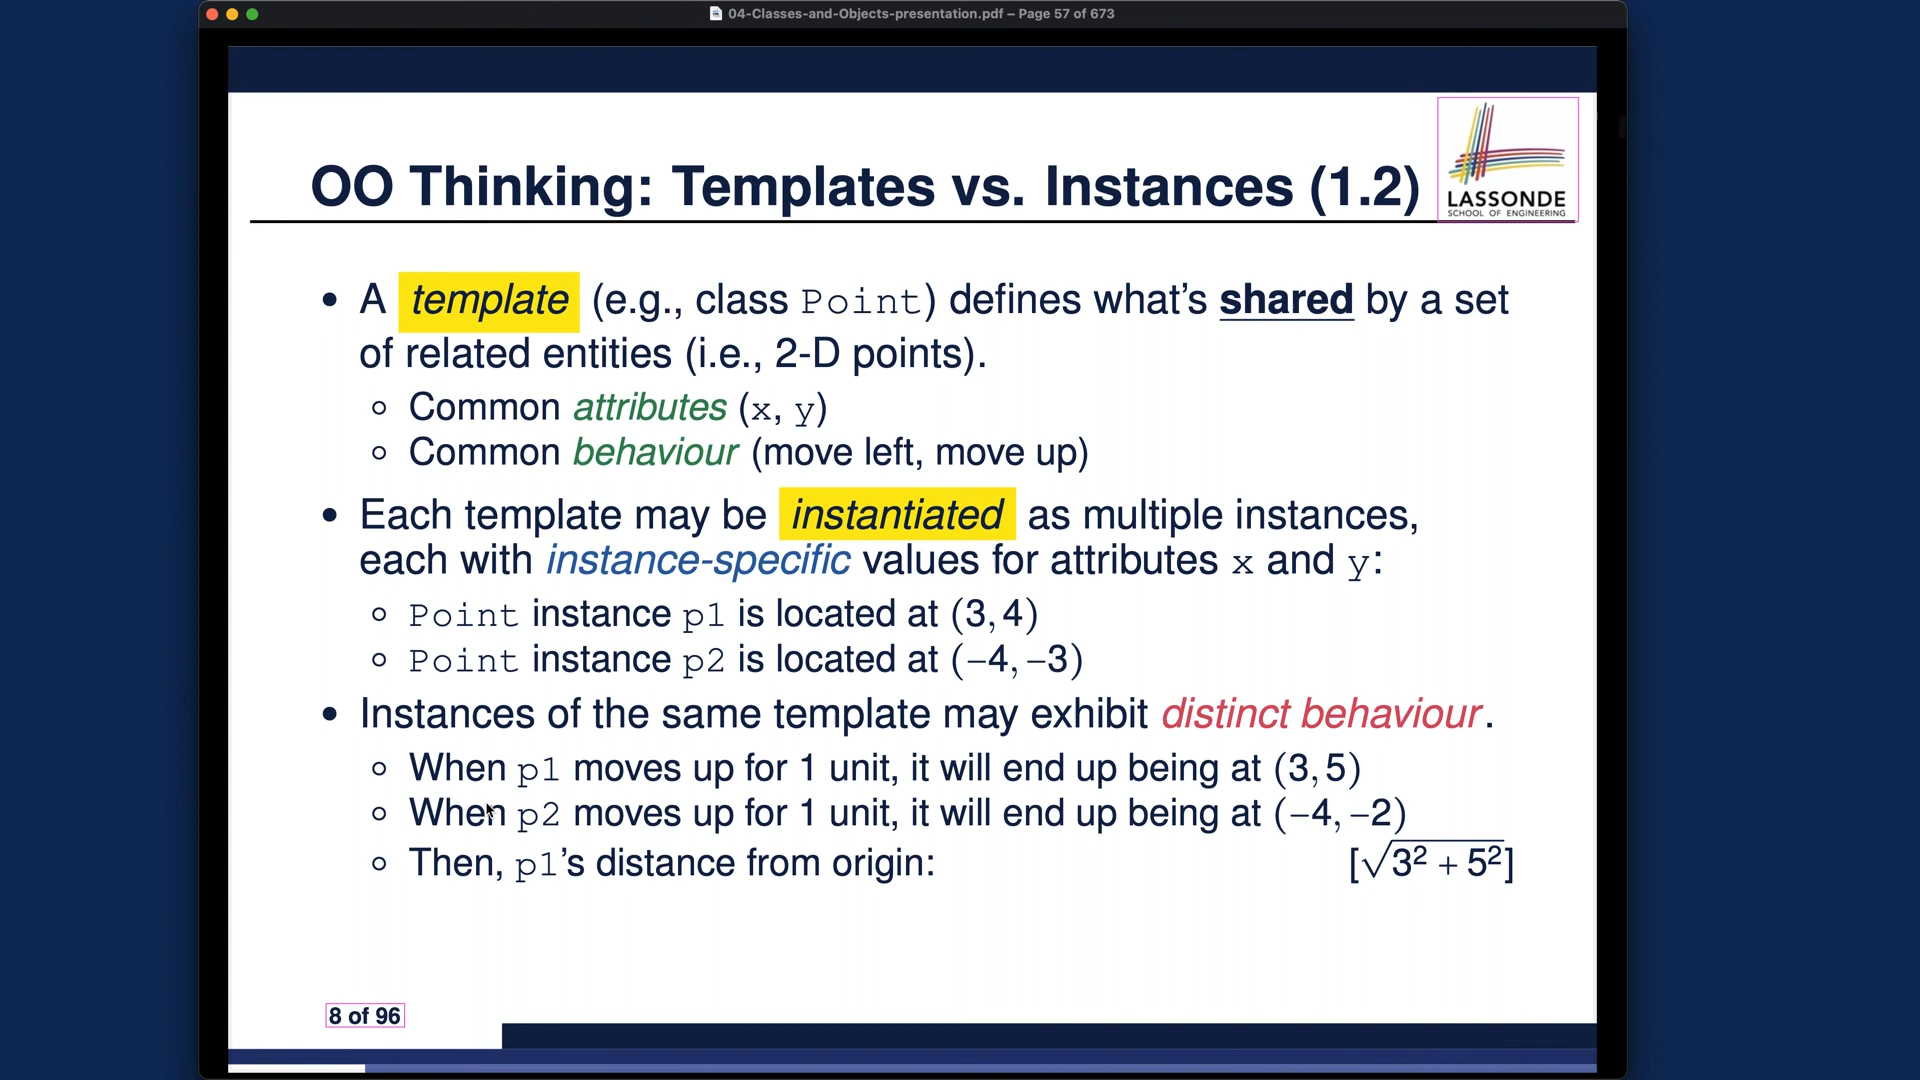 04-Classes-and-Objects-presentation.pdf – Page 57 of 673
OO Thinking: Templates vs. Instances (1.2)
LASSONDE
SCHOOL OF ENGINEERING
• A template (e.g., class Point) defines what's shared by a set
of related entities (i.e., 2-D points).
◦ Common attributes (x, y)
◦ Common behaviour (move left, move up)
• Each template may be instantiated as multiple instances,
each with instance-specific values for attributes x and y:
◦ Point instance p1 is located at (3, 4)
◦ Point instance p2 is located at (−4, −3)
• Instances of the same template may exhibit distinct behaviour.
◦ When p1 moves up for 1 unit, it will end up being at (3, 5)
◦ When p2 moves up for 1 unit, it will end up being at (−4, −2)
◦ Then, p1's distance from origin: [√3² + 5²]
8 of 96